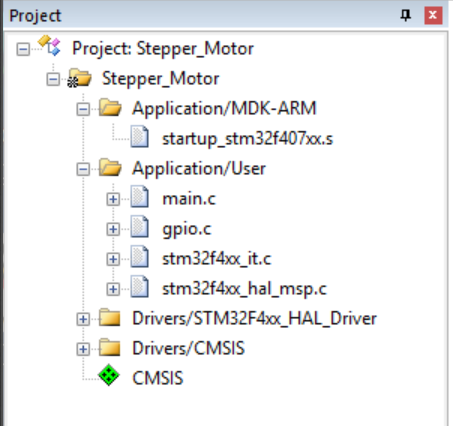 Project
Project: Stepper_Motor
Stepper_Motor
Application/MDK-ARM
startup_stm32f407xx.s
Application/User
main.c
gpio.c
stm32f4xx_it.c
stm32f4xx_hal_msp.c
Drivers/STM32F4xx_HAL_Driver
Drivers/CMSIS
CMSIS